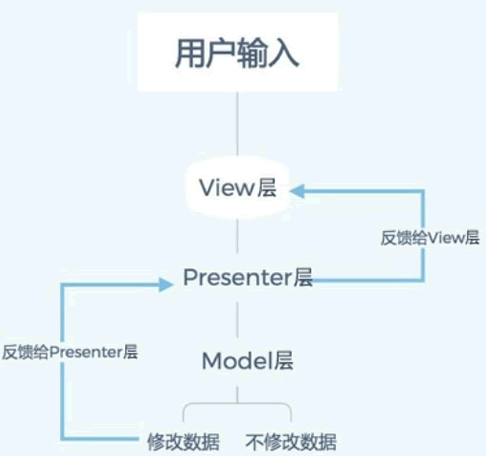 用户输入
View层
反馈给View层
Presenter层
反馈给Presenter层
Model层
修改数据
不修改数据